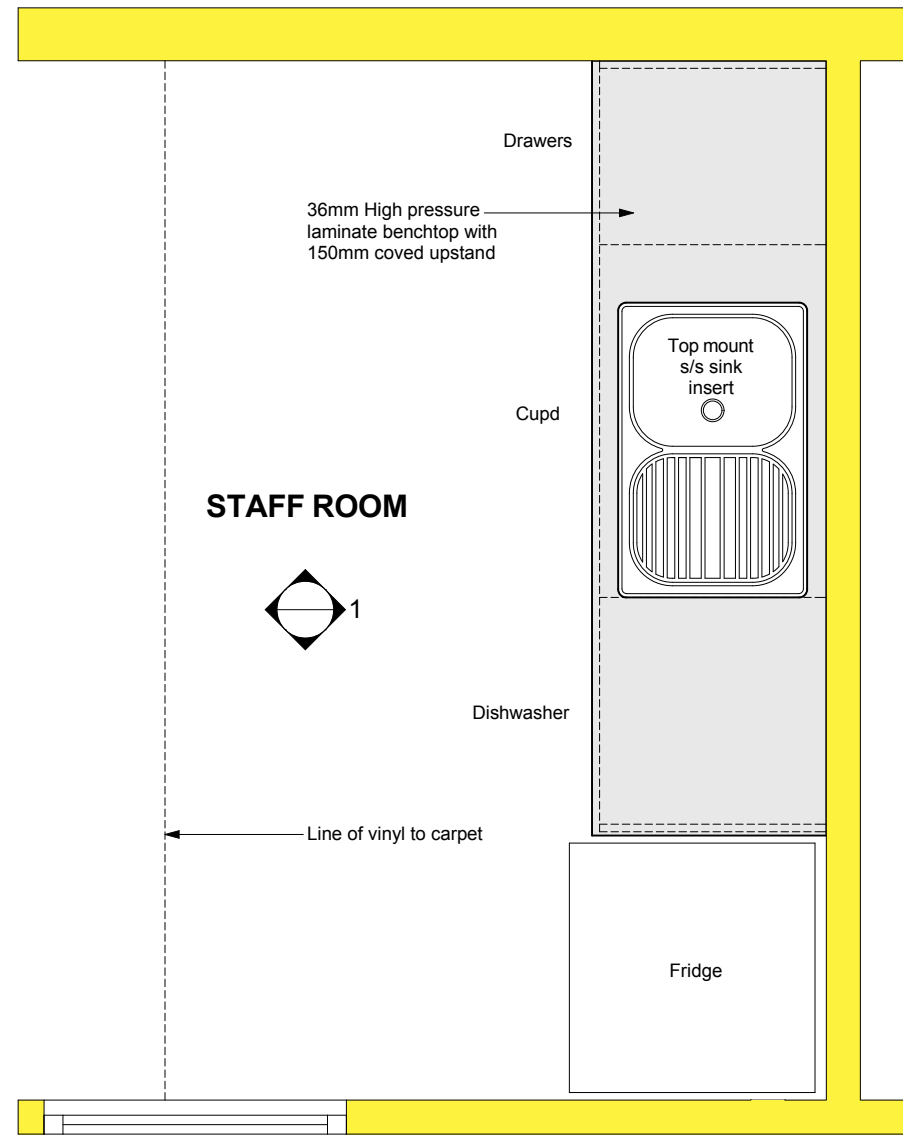 Drawers
36mm High pressure
laminate benchtop with
150mm coved upstand
Top mount
s/s sink
insert
Cupd
STAFF ROOM
1
Dishwasher
Line of vinyl to carpet
Fridge